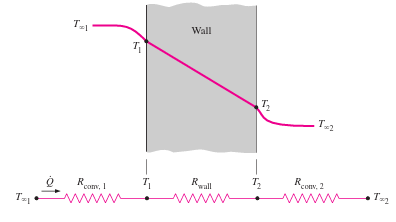 T∞1
Wall
T1
T2
T∞2
Q̇
Rconv, 1
T1
Rwall
T2
Rconv, 2
T∞1
T∞2